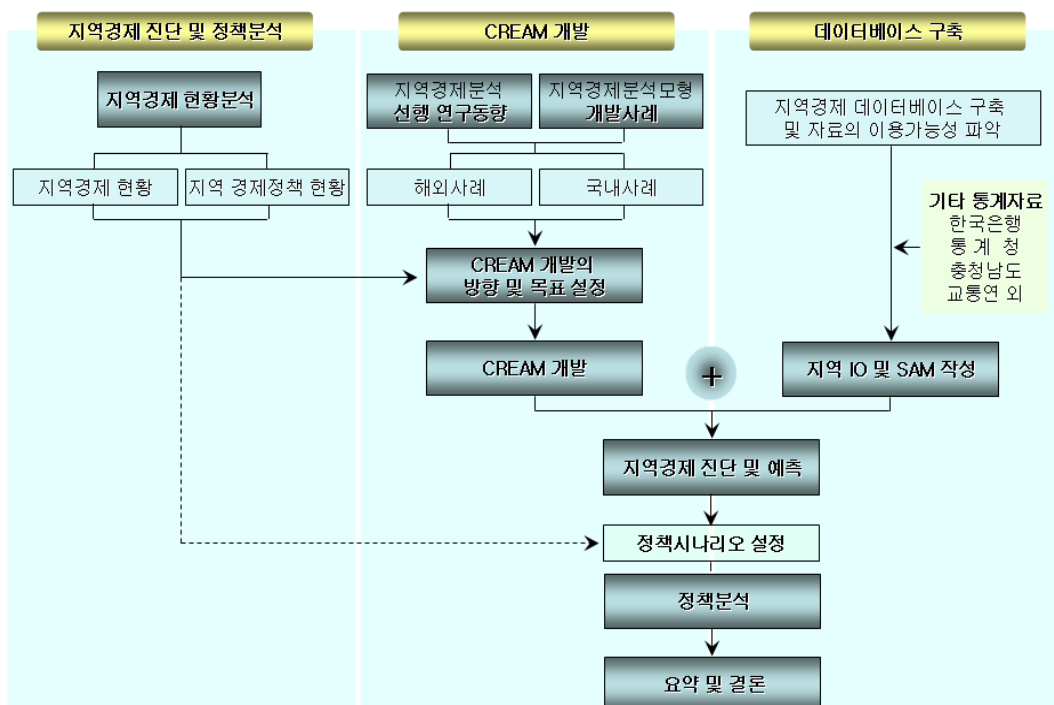 지역경제 진단 및 정책분석
CREAM 개발
데이터베이스 구축
지역경제 현황분석
지역경제 현황
지역 경제정책 현황
지역경제분석
선행 연구동향
지역경제분석모형
개발사례
해외사례
국내사례
CREAM 개발의
방향 및 목표 설정
CREAM 개발
지역경제 데이터베이스 구축
및 자료의 이용가능성 파악
기타 통계자료
한국은행
통 계 청
충청남도
교통연 외
지역 IO 및 SAM 작성
+
지역경제 진단 및 예측
정책시나리오 설정
정책분석
요약 및 결론